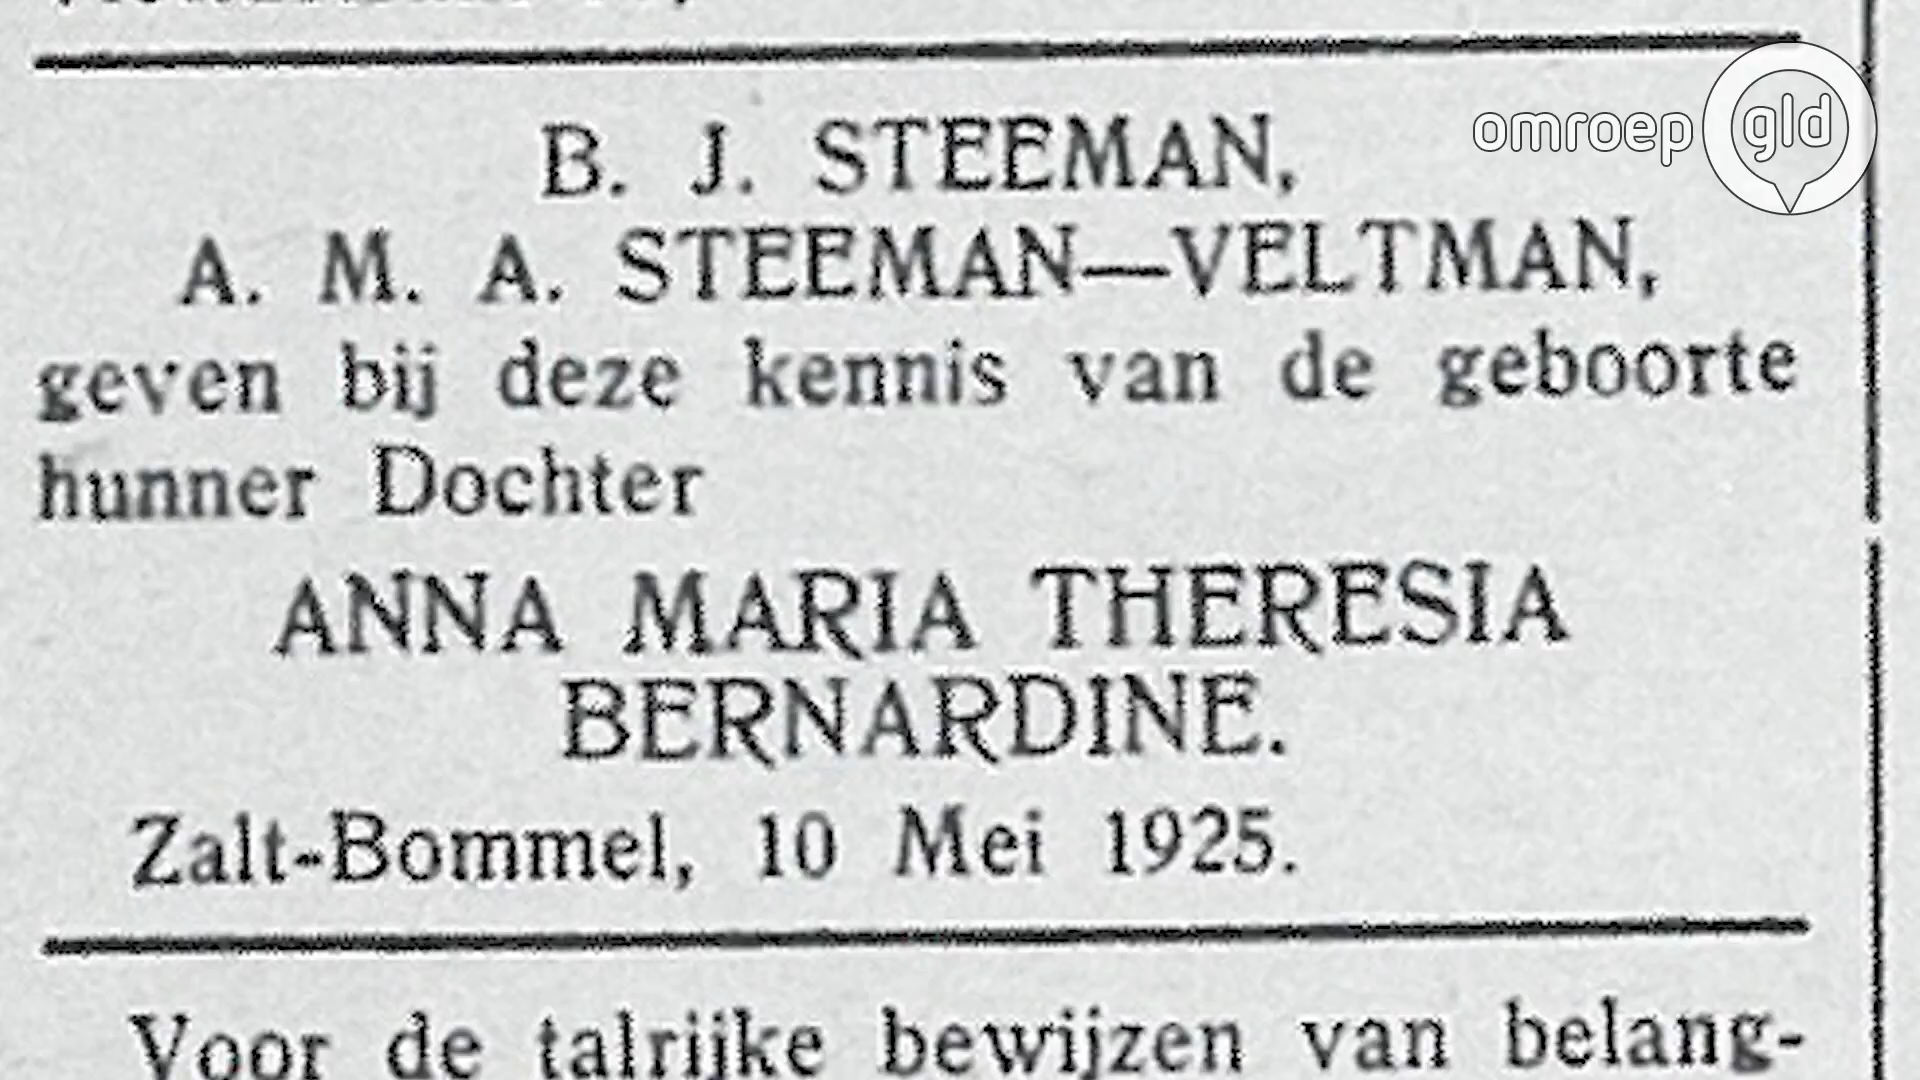 B. J. STEEMAN,
A. M. A. STEEMAN—VELTMAN,
geven bij deze kennis van de geboorte
hunner Dochter
ANNA MARIA THERESIA
BERNARDINE.
Zalt-Bommel, 10 Mei 1925.
Voor de talrijke bewijzen van belang-
omroep gld